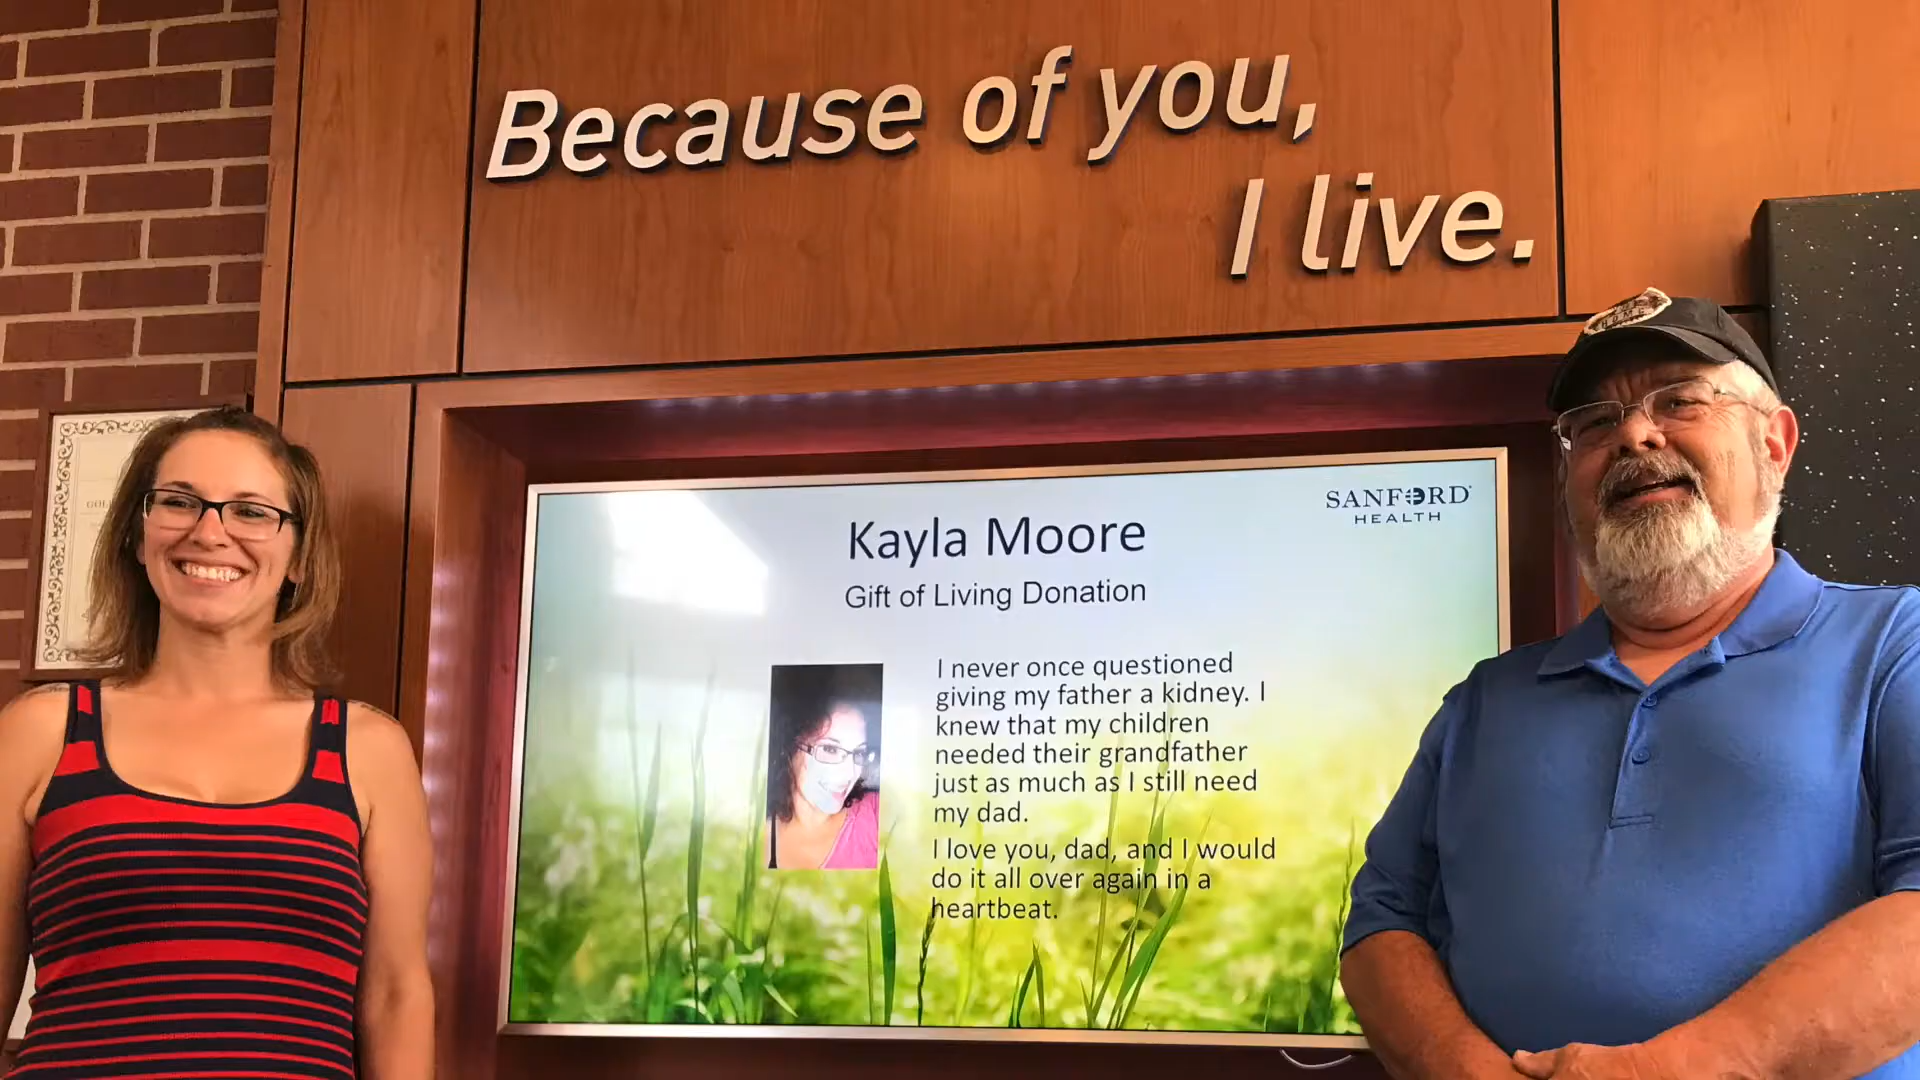 Because of you,
I live.
SANFORD
HEALTH
Kayla Moore
Gift of Living Donation
I never once questioned
giving my father a kidney. I
knew that my children
needed their grandfather
just as much as I still need
my dad.
I love you, dad, and I would
do it all over again in a
heartbeat.